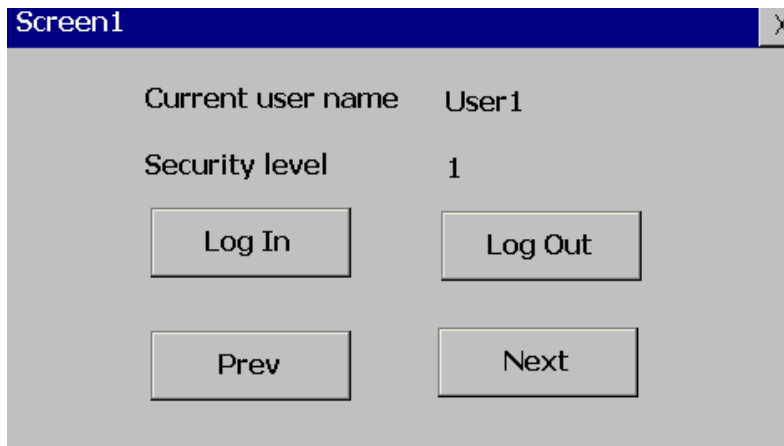 Screen1 X
Current user name User1
Security level 1
Log In Log Out
Prev Next